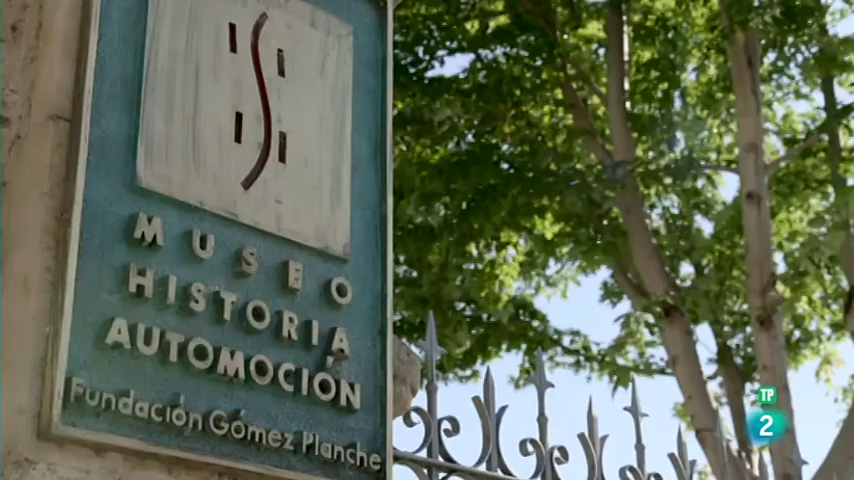 MUSEO
HISTORIA
AUTOMOCIÓN
Fundación Gómez Planche
TP
2